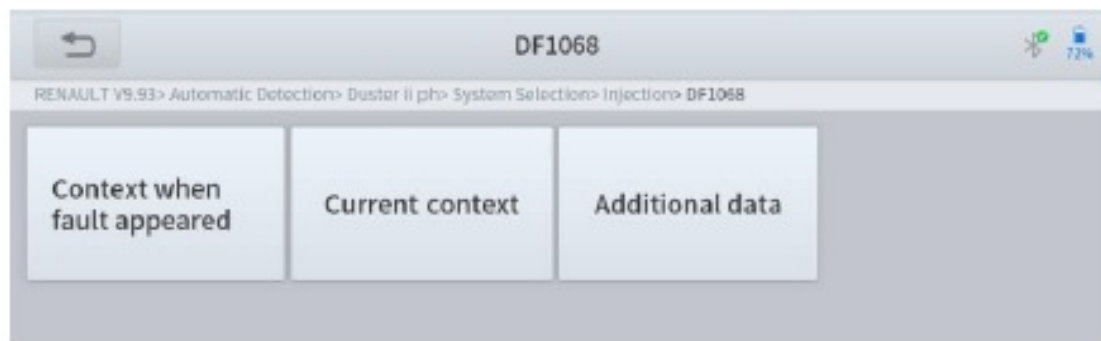 DF1068
72%
RENAULT V9.93> Automatic Detection> Duster ii ph> System Selection> Injection> DF1068
Context when
fault appeared
Current context
Additional data